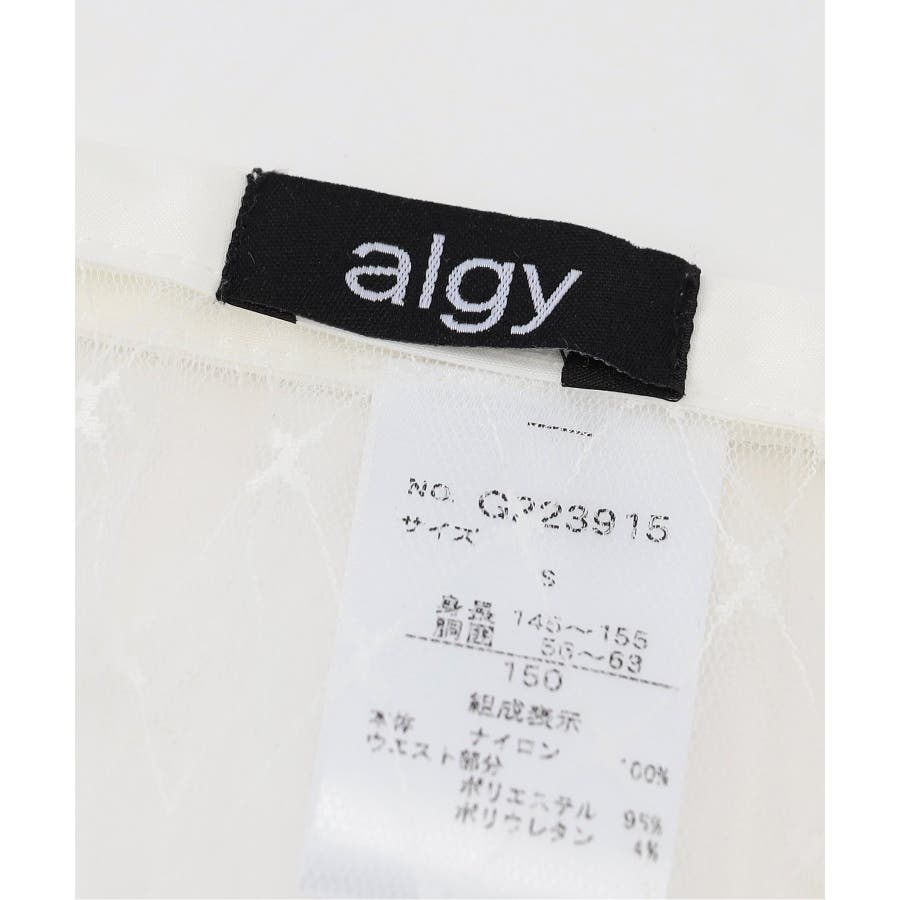 algy
NO. G223915
サイズ
S
身長 145～155
胴囲 56～63
150
組成表示
本体 ナイロン 100%
ウエスト部分
ポリエステル 95%
ポリウレタン 4%